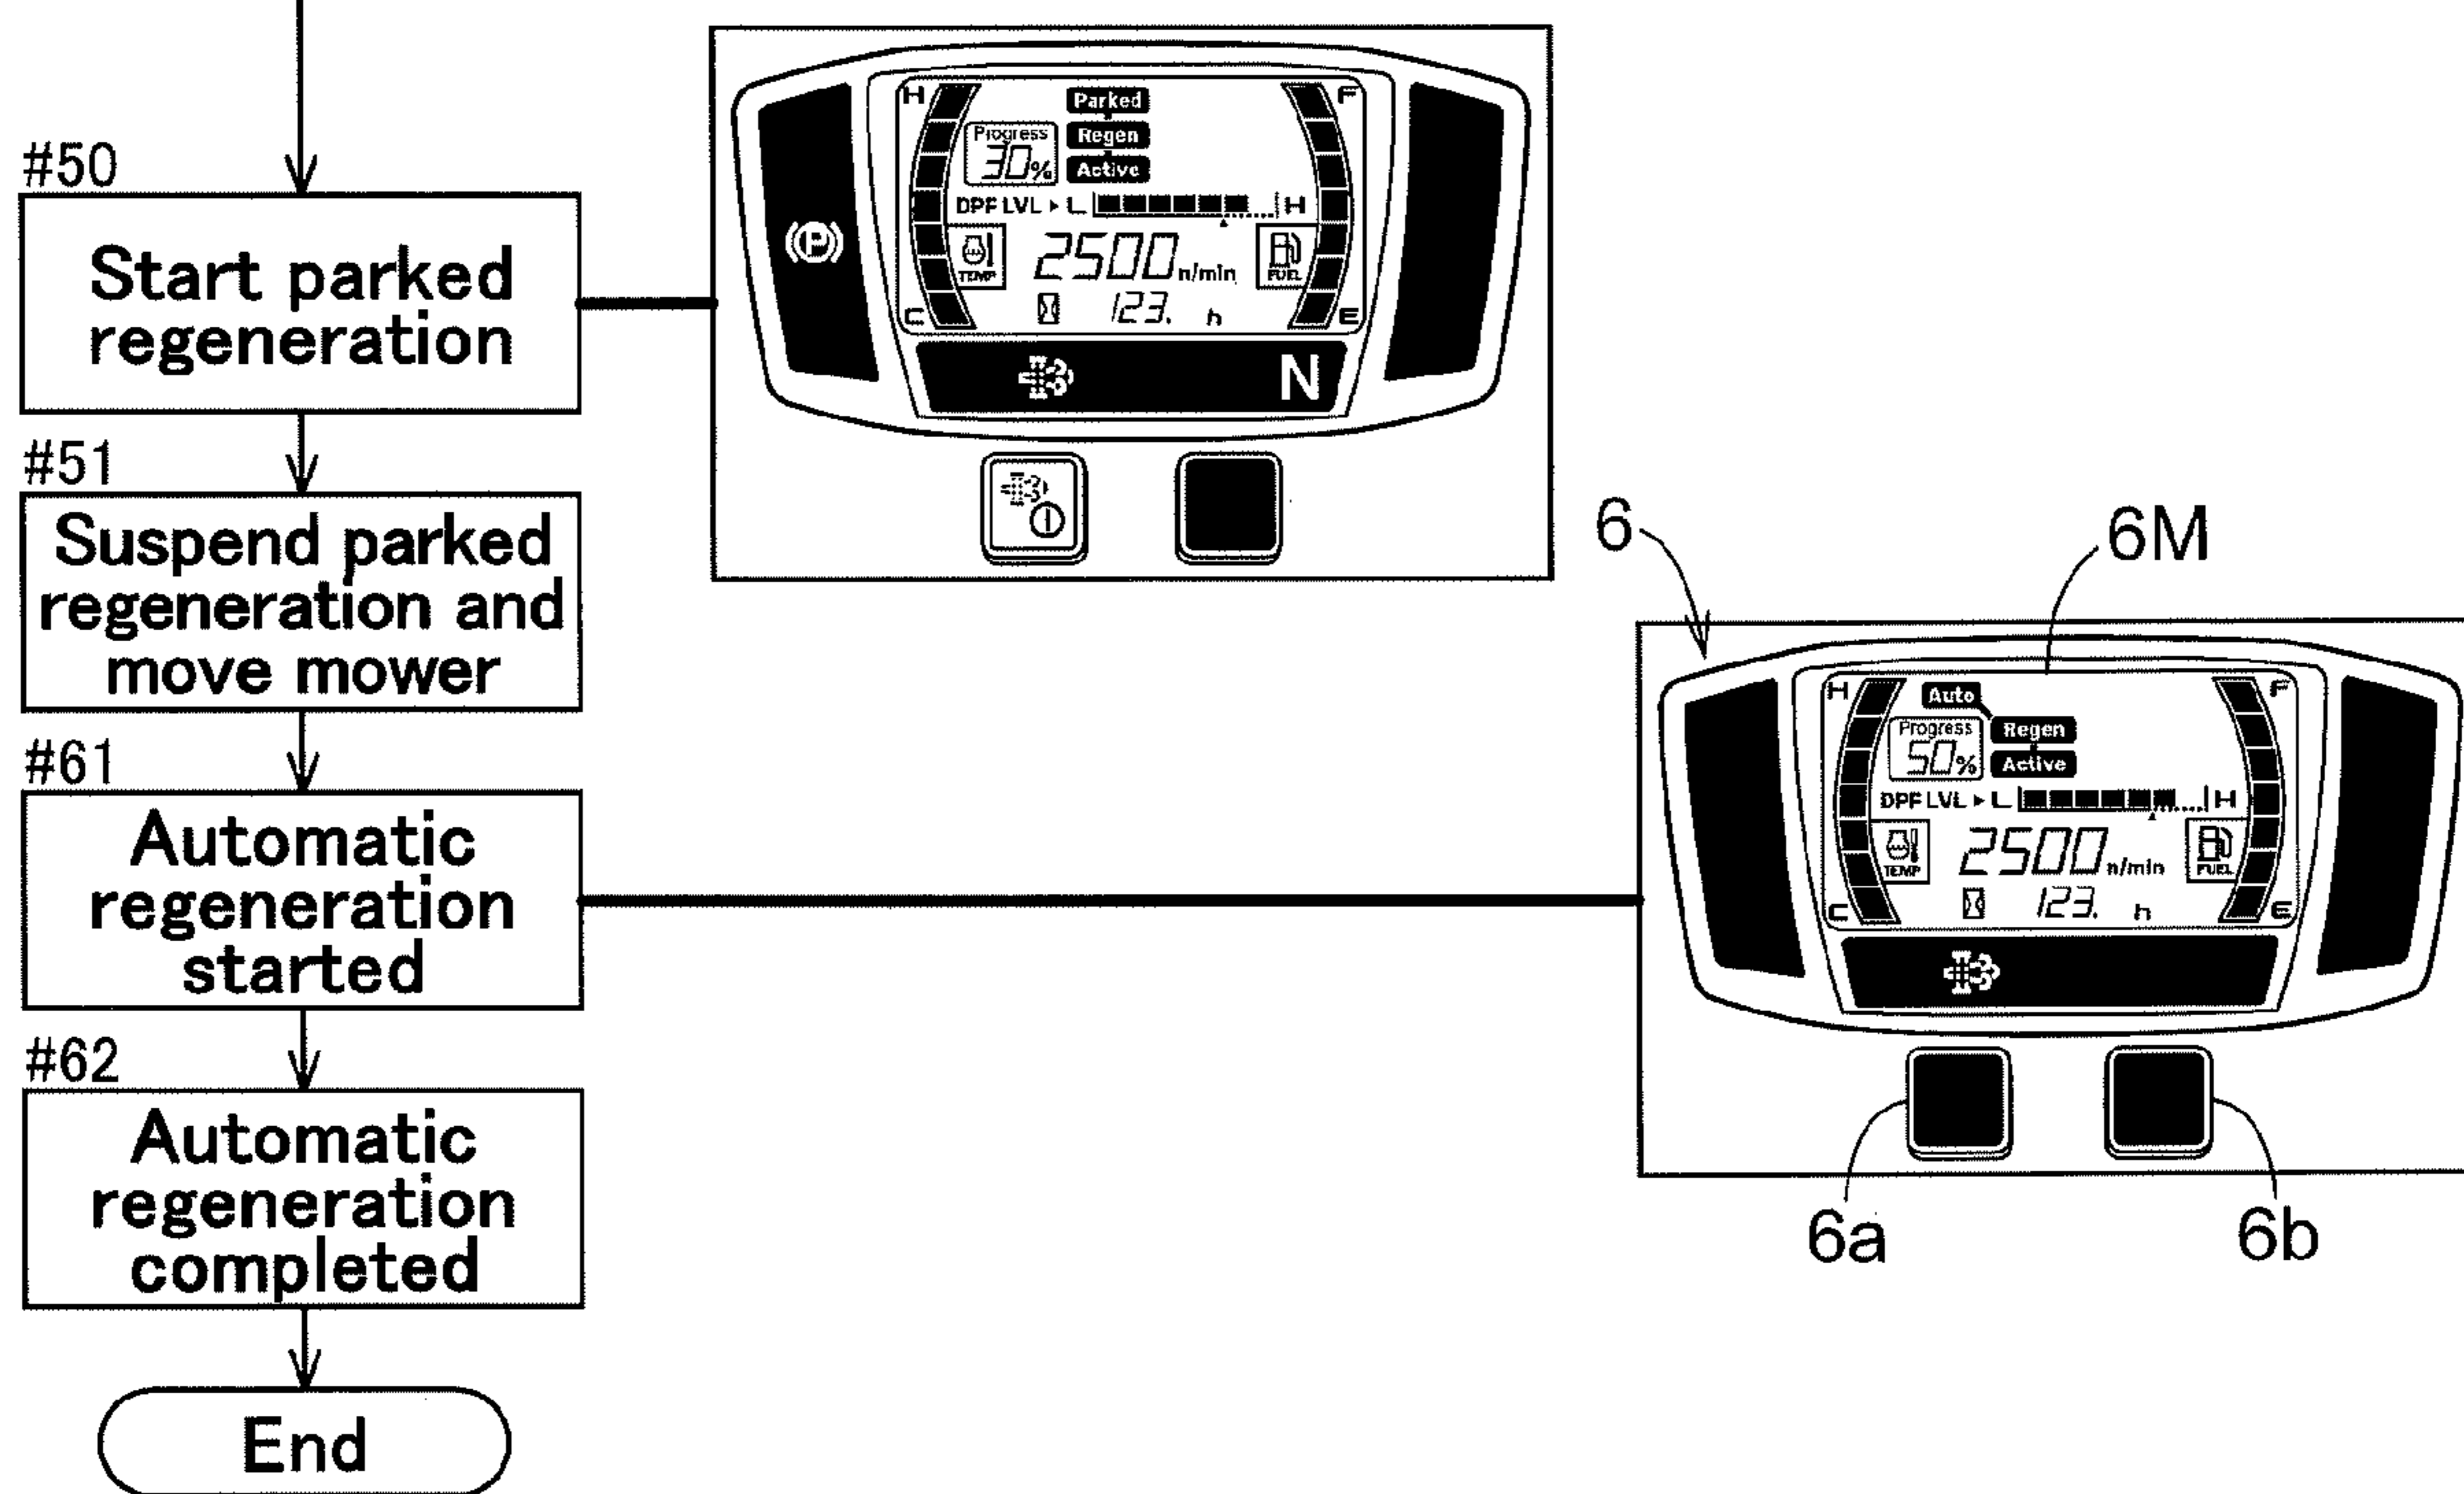 #50
Start parked
regeneration
H
Parked
F
Progress
Regen
30%
Active
DPF LVL ▸ L
H
TEMP
2500 n/min
FUEL
C
123. h
E
(P)
N
#51
Suspend parked
regeneration and
move mower
6
6M
#61
Automatic
regeneration
started
H
Auto
F
Progress
Regen
50%
Active
DPF LVL ▸ L
H
TEMP
2500 n/min
FUEL
C
123. h
E
6a
6b
#62
Automatic
regeneration
completed
End